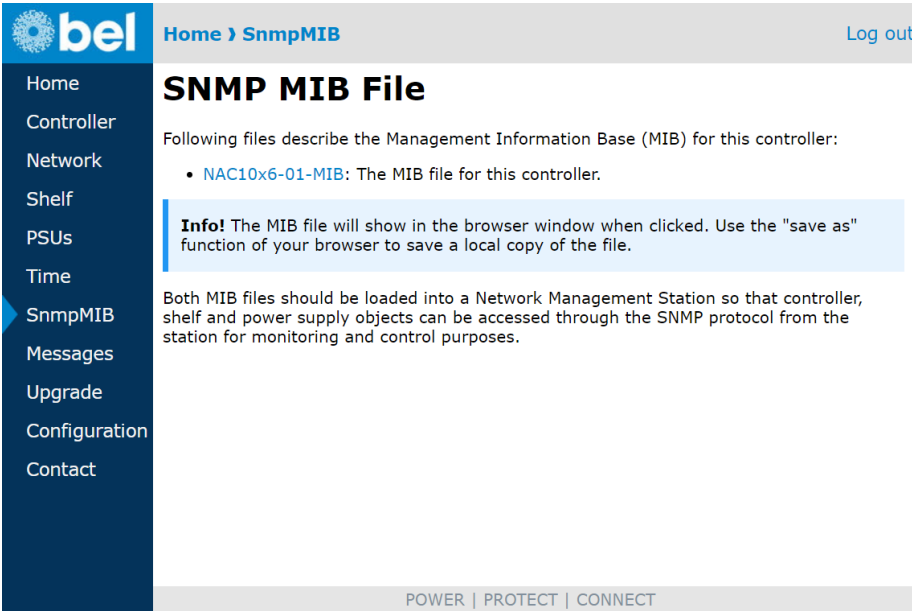 bel
Home ❱ SnmpMIB
Log out
Home
Controller
Network
Shelf
PSUs
Time
SnmpMIB
Messages
Upgrade
Configuration
Contact
SNMP MIB File
Following files describe the Management Information Base (MIB) for this controller:
• NAC10x6-01-MIB: The MIB file for this controller.
Info! The MIB file will show in the browser window when clicked. Use the "save as"
function of your browser to save a local copy of the file.
Both MIB files should be loaded into a Network Management Station so that controller,
shelf and power supply objects can be accessed through the SNMP protocol from the
station for monitoring and control purposes.
POWER | PROTECT | CONNECT